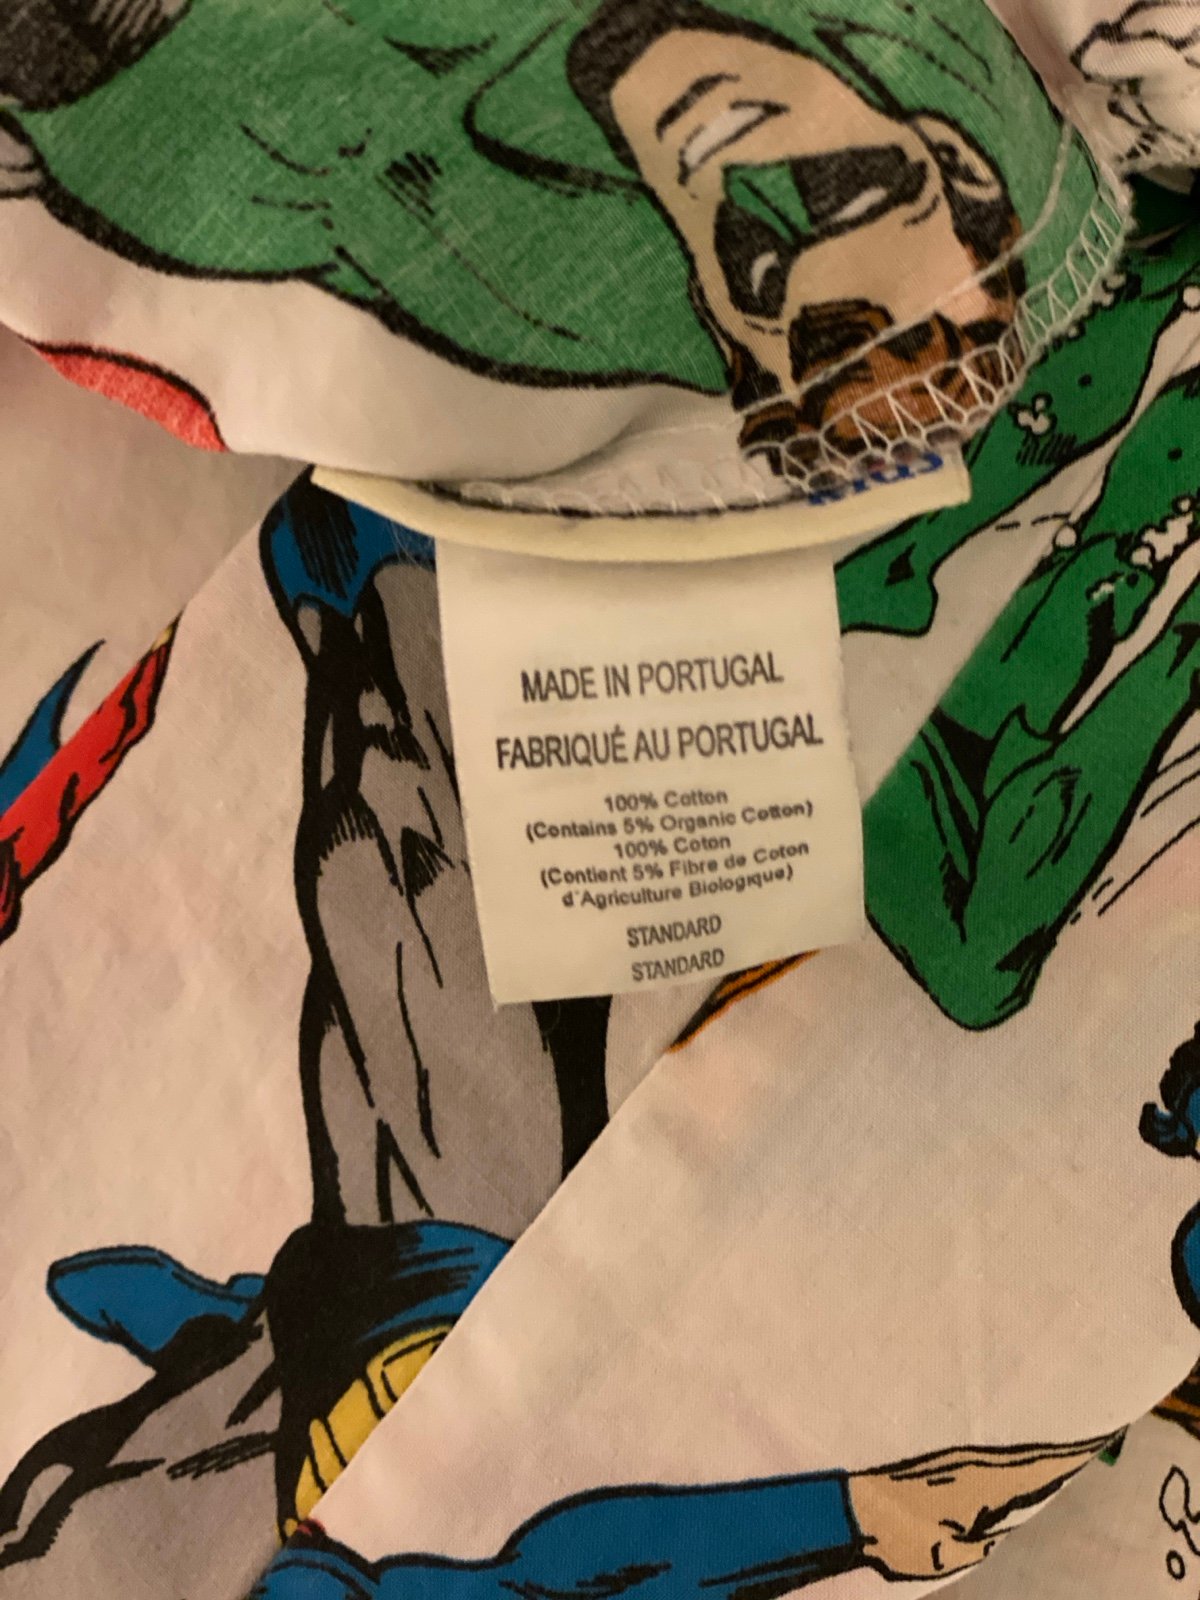 MADE IN PORTUGAL
FABRIQUÉ AU PORTUGAL
100% Cotton
(Contains 5% Organic Cotton)
100% Coton
(Contient 5% Fibre de Coton
d'Agriculture Biologique)
STANDARD
STANDARD